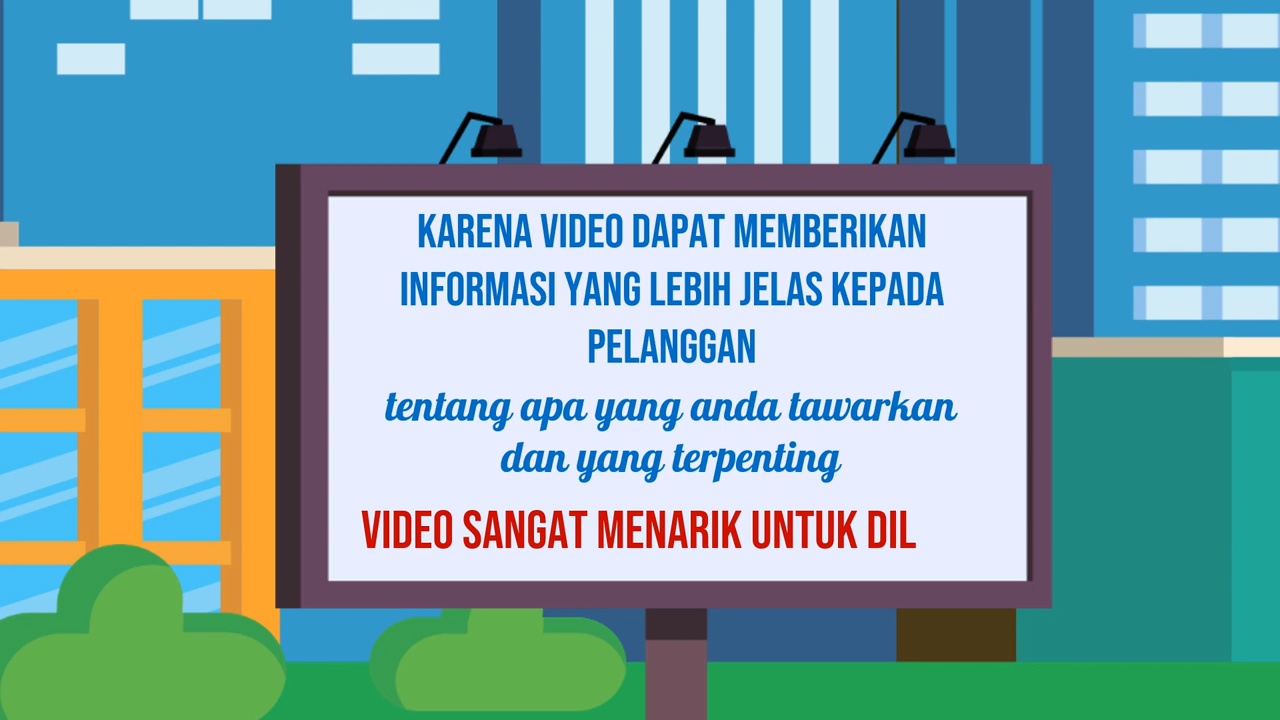 KARENA VIDEO DAPAT MEMBERIKAN
INFORMASI YANG LEBIH JELAS KEPADA
PELANGGAN
tentang apa yang anda tawarkan
dan yang terpenting
VIDEO SANGAT MENARIK UNTUK DIL